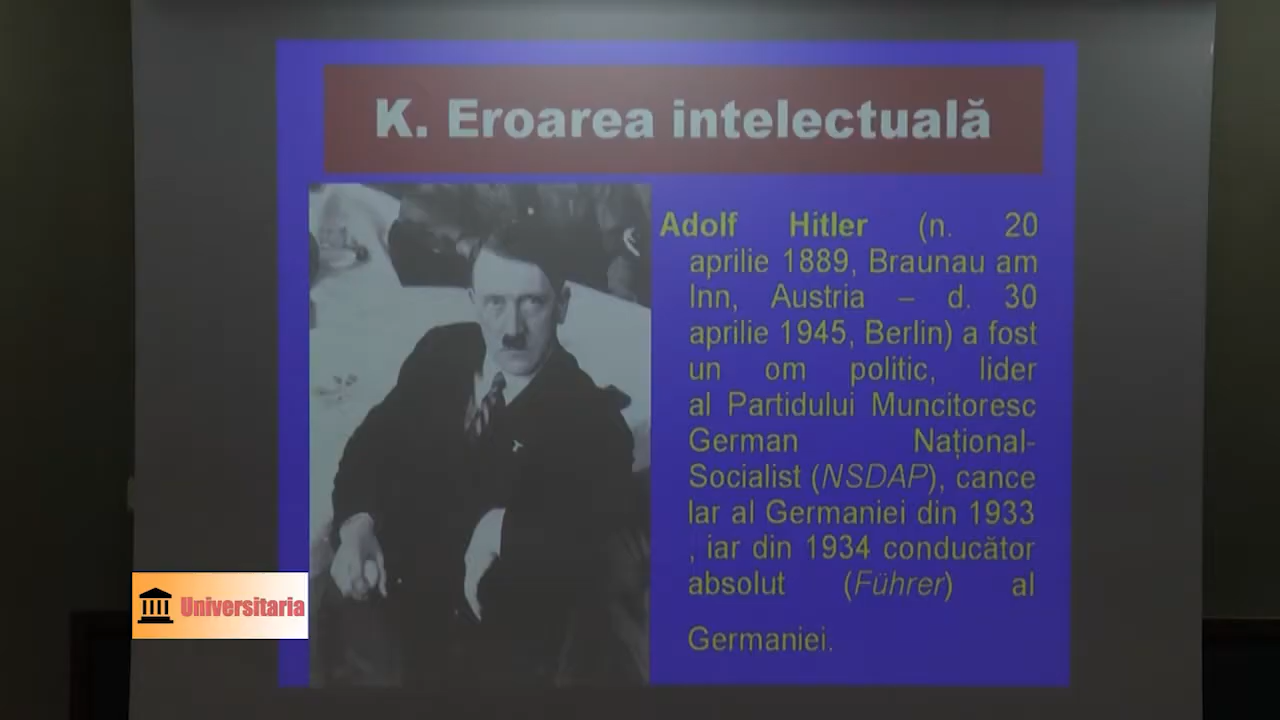 K. Eroarea intelectuală
Adolf Hitler (n. 20
aprilie 1889, Braunau am
Inn, Austria – d. 30
aprilie 1945, Berlin) a fost
un om politic, lider
al Partidului Muncitoresc
German Național-
Socialist (NSDAP), cance
lar al Germaniei din 1933
, iar din 1934 conducător
absolut (Führer) al
Germaniei.
Universitaria